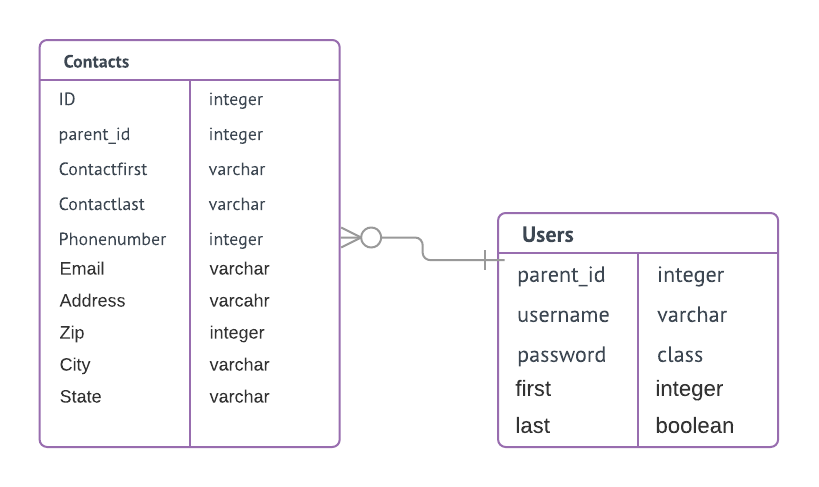 Contacts
ID integer
parent_id integer
Contactfirst varchar
Contactlast varchar
Phonenumber integer
Email varchar
Address varcahr
Zip integer
City varchar
State varchar
Users
parent_id integer
username varchar
password class
first integer
last boolean